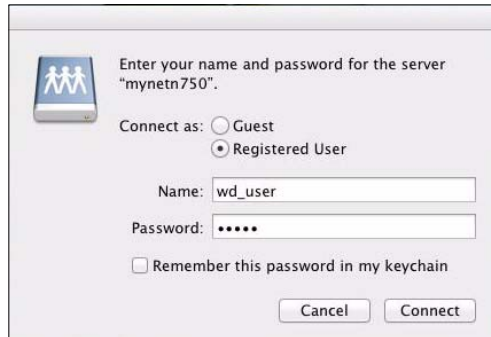 Enter your name and password for the server
“mynetn750”.
Connect as: Guest
Registered User
Name: wd_user
Password: •••••
Remember this password in my keychain
Cancel Connect